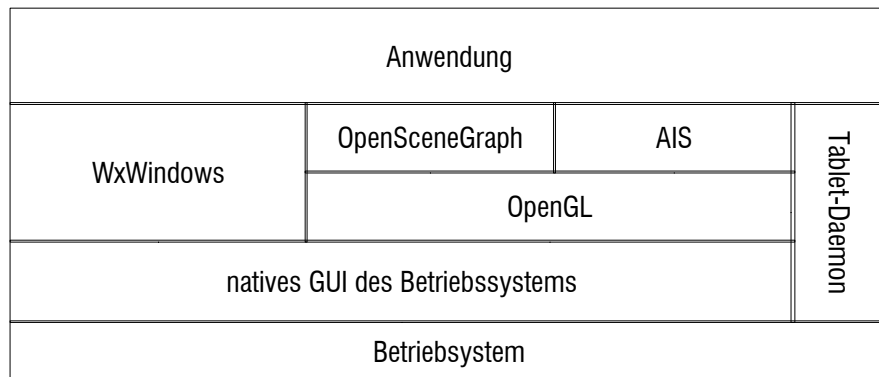 Anwendung
OpenSceneGraph
AIS
WxWindows
OpenGL
Tablet-Daemon
natives GUI des Betriebssystems
Betriebsystem